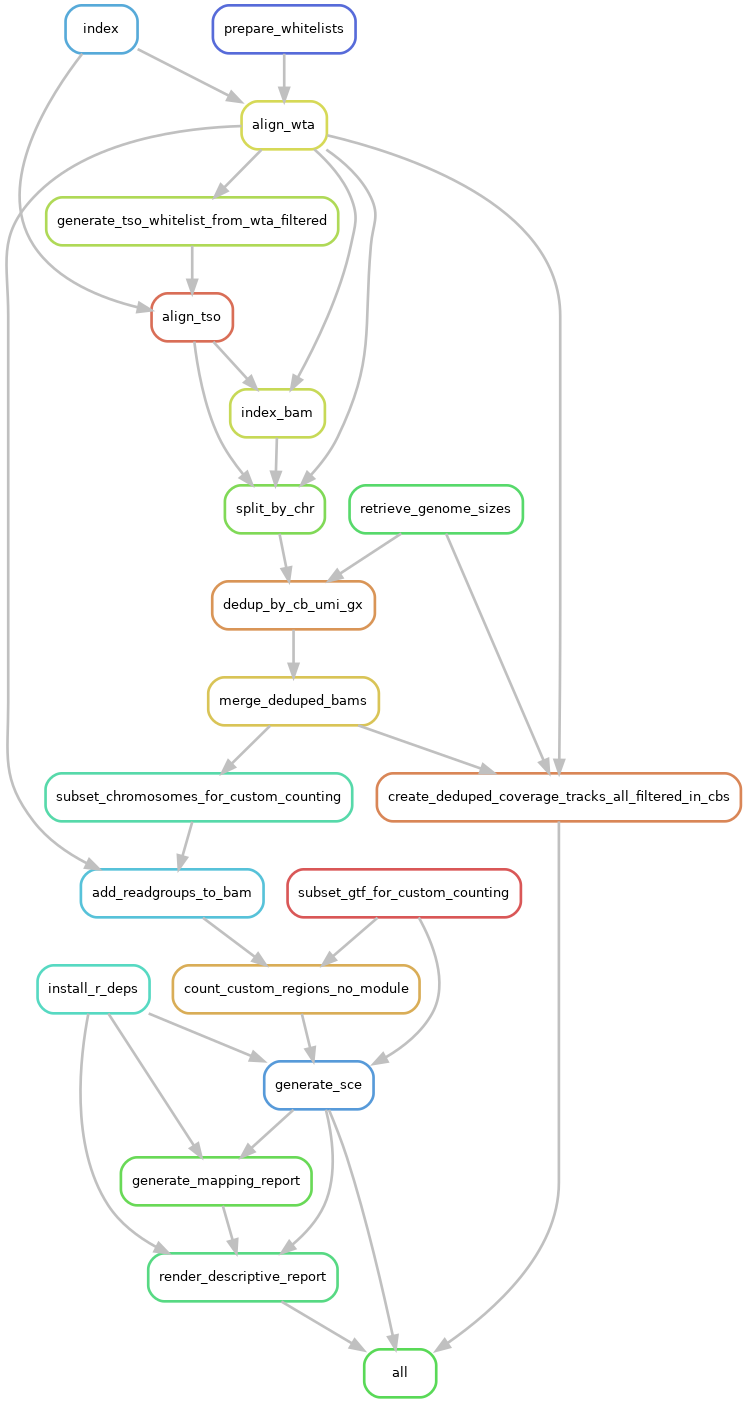 index
prepare_whitelists
align_wta
generate_tso_whitelist_from_wta_filtered
align_tso
index_bam
split_by_chr
retrieve_genome_sizes
dedup_by_cb_umi_gx
merge_deduped_bams
subset_chromosomes_for_custom_counting
create_deduped_coverage_tracks_all_filtered_in_cbs
add_readgroups_to_bam
subset_gtf_for_custom_counting
install_r_deps
count_custom_regions_no_module
generate_sce
generate_mapping_report
render_descriptive_report
all